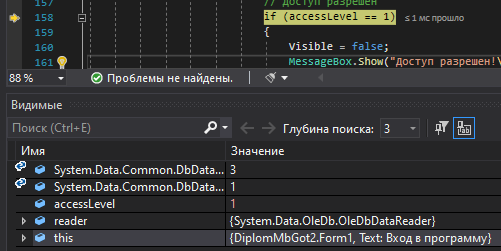 157
// доступ разрешен
158
if (accessLevel == 1) ≤ 1 мс прошло
159
{
160
Visible = false;
161
MessageBox.Show("Доступ разрешен!\
88 %
Проблемы не найдены.
Видимые
Поиск (Ctrl+E)
Глубина поиска: 3
Имя Значение
System.Data.Common.DbData... 3
System.Data.Common.DbData... 1
accessLevel 1
reader {System.Data.OleDb.OleDbDataReader}
this {DiplomMbGot2.Form1, Text: Вход в программу}